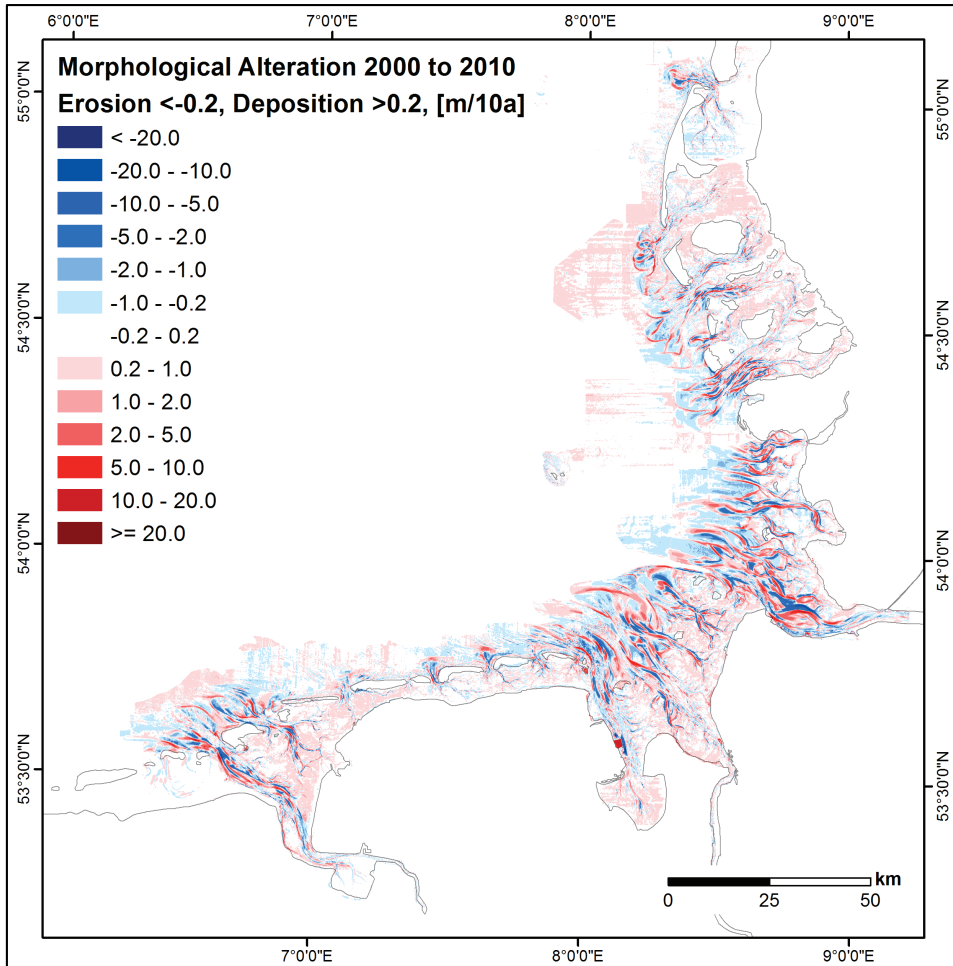 6°0'0"E 7°0'0"E 8°0'0"E 9°0'0"E
Morphological Alteration 2000 to 2010
Erosion <-0.2, Deposition >0.2, [m/10a]
< -20.0
-20.0 - -10.0
-10.0 - -5.0
-5.0 - -2.0
-2.0 - -1.0
-1.0 - -0.2
-0.2 - 0.2
0.2 - 1.0
1.0 - 2.0
2.0 - 5.0
5.0 - 10.0
10.0 - 20.0
>= 20.0
55°0'0"N
54°30'0"N
54°0'0"N
53°30'0"N
55°0'0"N
54°30'0"N
54°0'0"N
53°30'0"N
km
0 25 50
7°0'0"E 8°0'0"E 9°0'0"E